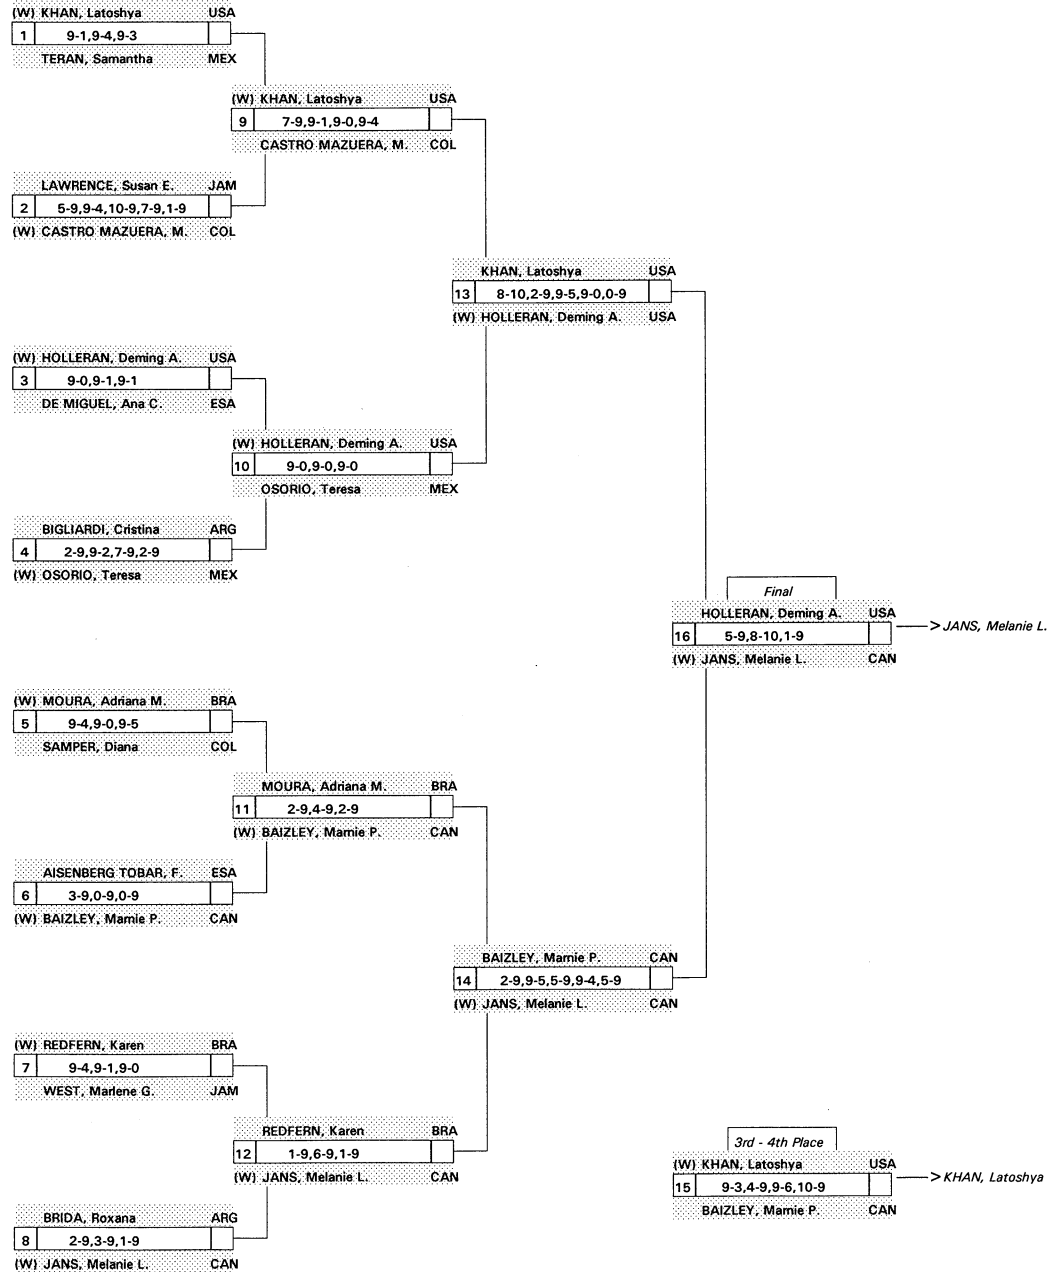 (W) KHAN, Latoshya USA
1 9-1,9-4,9-3
TERAN, Samantha MEX
(W) KHAN, Latoshya USA
9 7-9,9-1,9-0,9-4
CASTRO MAZUERA, M. COL
LAWRENCE, Susan E. JAM
2 5-9,9-4,10-9,7-9,1-9
(W) CASTRO MAZUERA, M. COL
KHAN, Latoshya USA
13 8-10,2-9,9-5,9-0,0-9
(W) HOLLERAN, Deming A. USA
(W) HOLLERAN, Deming A. USA
3 9-0,9-1,9-1
DE MIGUEL, Ana C. ESA
(W) HOLLERAN, Deming A. USA
10 9-0,9-0,9-0
OSORIO, Teresa MEX
BIGLIARDI, Cristina ARG
4 2-9,9-2,7-9,2-9
(W) OSORIO, Teresa MEX
Final
HOLLERAN, Deming A. USA
16 5-9,8-10,1-9
(W) JANS, Melanie L. CAN
> JANS, Melanie L.
(W) MOURA, Adriana M. BRA
5 9-4,9-0,9-5
SAMPER, Diana COL
MOURA, Adriana M. BRA
11 2-9,4-9,2-9
(W) BAIZLEY, Marnie P. CAN
AISENBERG TOBAR, F. ESA
6 3-9,0-9,0-9
(W) BAIZLEY, Marnie P. CAN
BAIZLEY, Marnie P. CAN
14 2-9,9-5,5-9,9-4,5-9
(W) JANS, Melanie L. CAN
(W) REDFERN, Karen BRA
7 9-4,9-1,9-0
WEST, Marlene G. JAM
REDFERN, Karen BRA
12 1-9,6-9,1-9
(W) JANS, Melanie L. CAN
BRIDA, Roxana ARG
8 2-9,3-9,1-9
(W) JANS, Melanie L. CAN
3rd - 4th Place
(W) KHAN, Latoshya USA
15 9-3,4-9,9-6,10-9
BAIZLEY, Marnie P. CAN
> KHAN, Latoshya